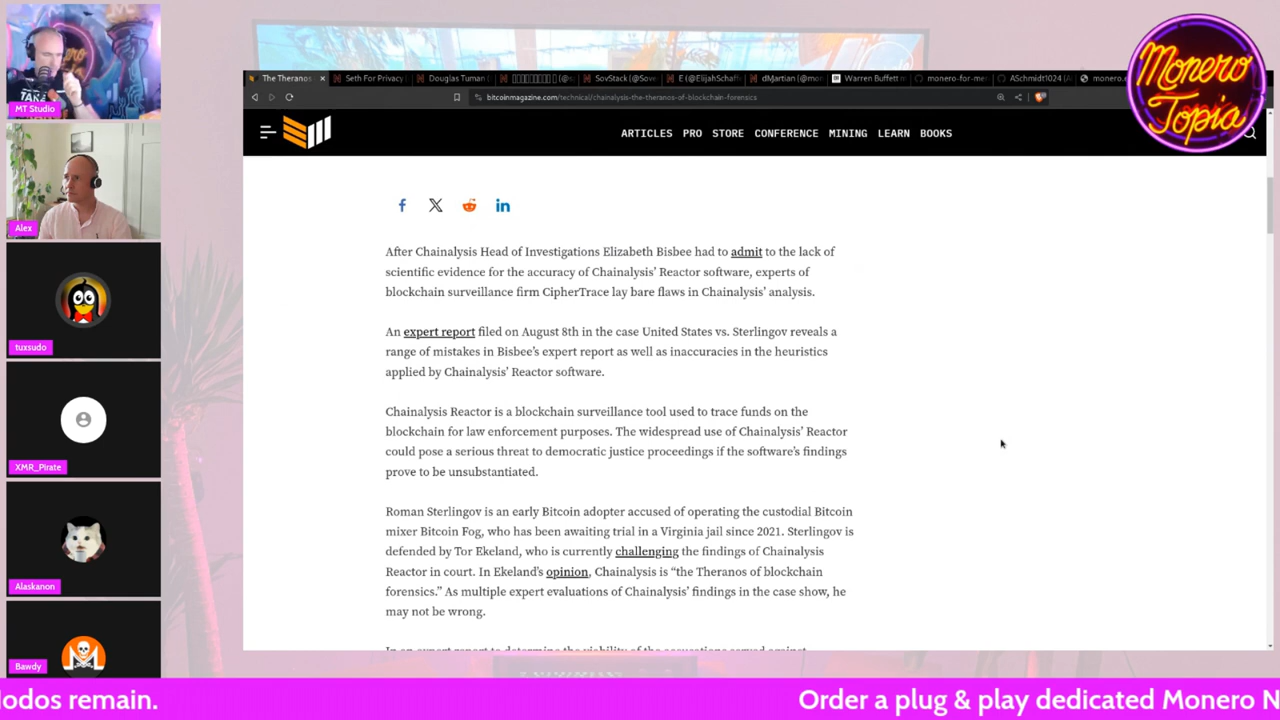 MT Studio
Alex
tuxsudo
XMR_Pirate
Alaskanon
Bawdy
The Theranos
Seth For Privacy
Douglas Tuman (
SovStack (@Sove
E (@ElijahSchaff
dMartian (@mon
Warren Buffett
monero-for-me
ASchmidt1024 (A
monero.
bitcoinmagazine.com/technical/chainalysis-the-theranos-of-blockchain-forensics
ARTICLES PRO STORE CONFERENCE MINING LEARN BOOKS
Monero
Topia
After Chainalysis Head of Investigations Elizabeth Bisbee had to admit to the lack of
scientific evidence for the accuracy of Chainalysis’ Reactor software, experts of
blockchain surveillance firm CipherTrace lay bare flaws in Chainalysis’ analysis.
An expert report filed on August 8th in the case United States vs. Sterlingov reveals a
range of mistakes in Bisbee’s expert report as well as inaccuracies in the heuristics
applied by Chainalysis’ Reactor software.
Chainalysis Reactor is a blockchain surveillance tool used to trace funds on the
blockchain for law enforcement purposes. The widespread use of Chainalysis’ Reactor
could pose a serious threat to democratic justice proceedings if the software’s findings
prove to be unsubstantiated.
Roman Sterlingov is an early Bitcoin adopter accused of operating the custodial Bitcoin
mixer Bitcoin Fog, who has been awaiting trial in a Virginia jail since 2021. Sterlingov is
defended by Tor Ekeland, who is currently challenging the findings of Chainalysis
Reactor in court. In Ekeland’s opinion, Chainalysis is “the Theranos of blockchain
forensics.” As multiple expert evaluations of Chainalysis’ findings in the case show, he
may not be wrong.
lodos remain.
Order a plug & play dedicated Monero N